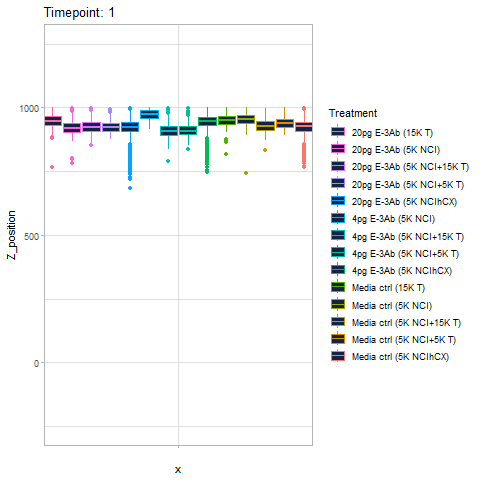 Timepoint: 1
1000
500
0
Z_position
x
Treatment
20pg E-3Ab (15K T)
20pg E-3Ab (5K NCI)
20pg E-3Ab (5K NCI+15K T)
20pg E-3Ab (5K NCI+5K T)
20pg E-3Ab (5K NCIhCX)
4pg E-3Ab (5K NCI)
4pg E-3Ab (5K NCI+15K T)
4pg E-3Ab (5K NCI+5K T)
4pg E-3Ab (5K NCIhCX)
Media ctrl (15K T)
Media ctrl (5K NCI)
Media ctrl (5K NCI+15K T)
Media ctrl (5K NCI+5K T)
Media ctrl (5K NCIhCX)